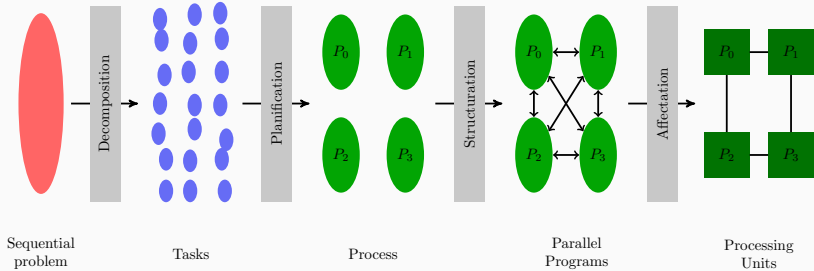 Decomposition
Planification
P0 P1
P2 P3
Structuration
P0 P1
P2 P3
Affectation
P0 P1
P2 P3
Sequential
problem
Tasks
Process
Parallel
Programs
Processing
Units